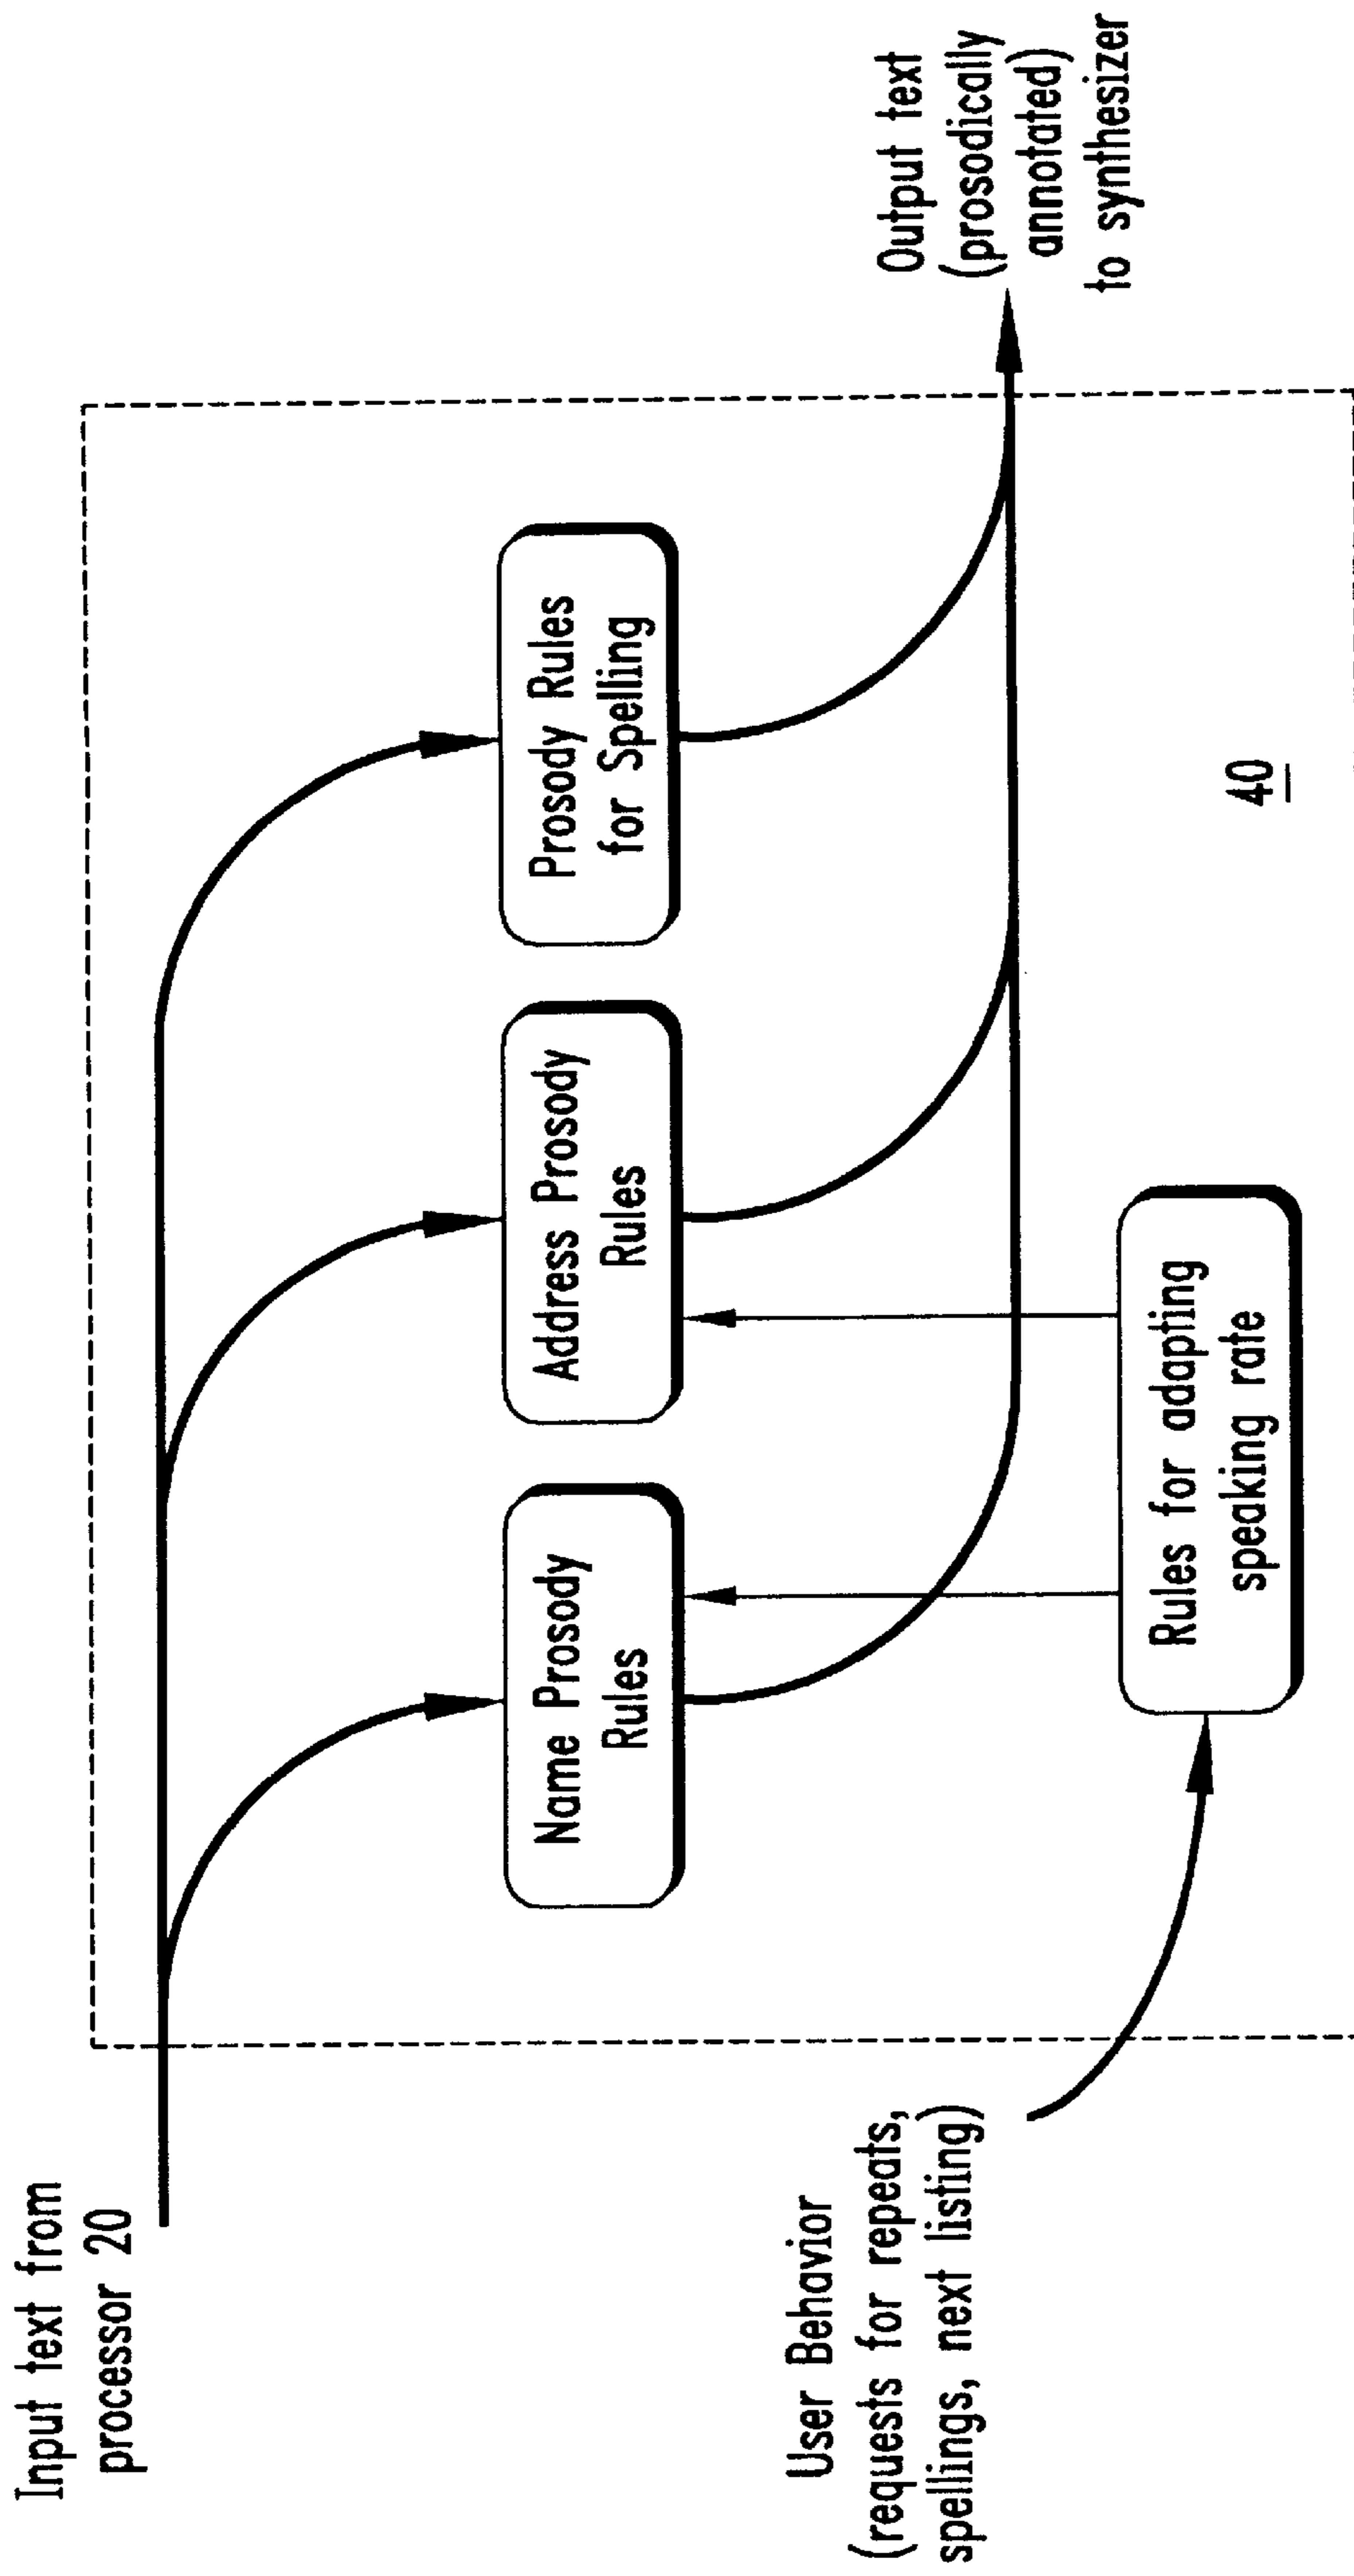 Input text from
processor 20
Name Prosody
Rules
Address Prosody
Rules
Prosody Rules
for Spelling
Output text
(prosodically
annotated)
to synthesizer
User Behavior
(requests for repeats,
spellings, next listing)
Rules for adapting
speaking rate
40